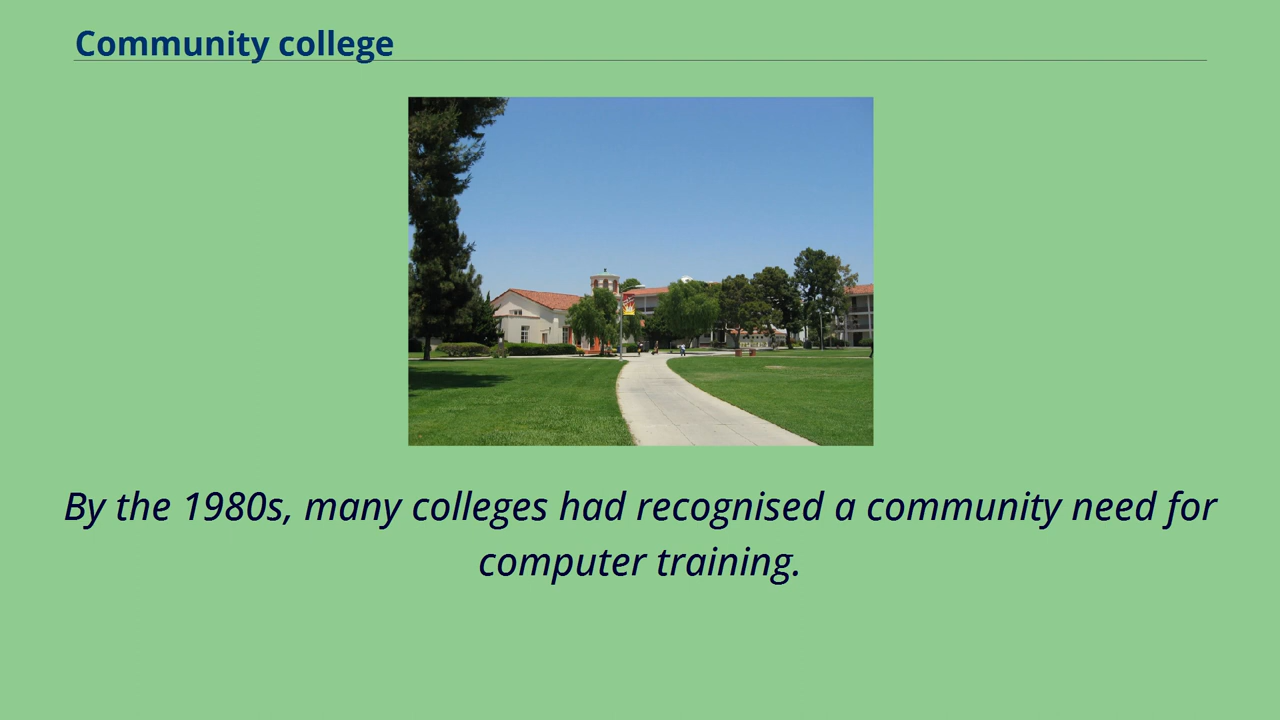 Community college
By the 1980s, many colleges had recognised a community need for
computer training.